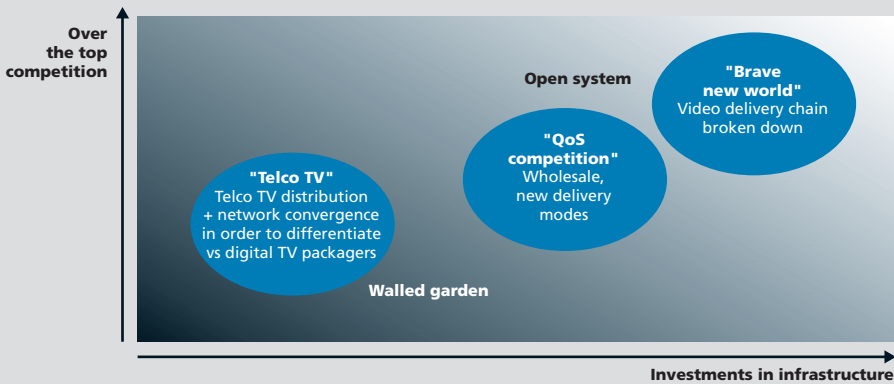 Over
the top
competition
Open system
"Brave
new world"
Video delivery chain
broken down
"QoS
competition"
Wholesale,
new delivery
modes
"Telco TV"
Telco TV distribution
+ network convergence
in order to differentiate
vs digital TV packagers
Walled garden
Investments in infrastructure